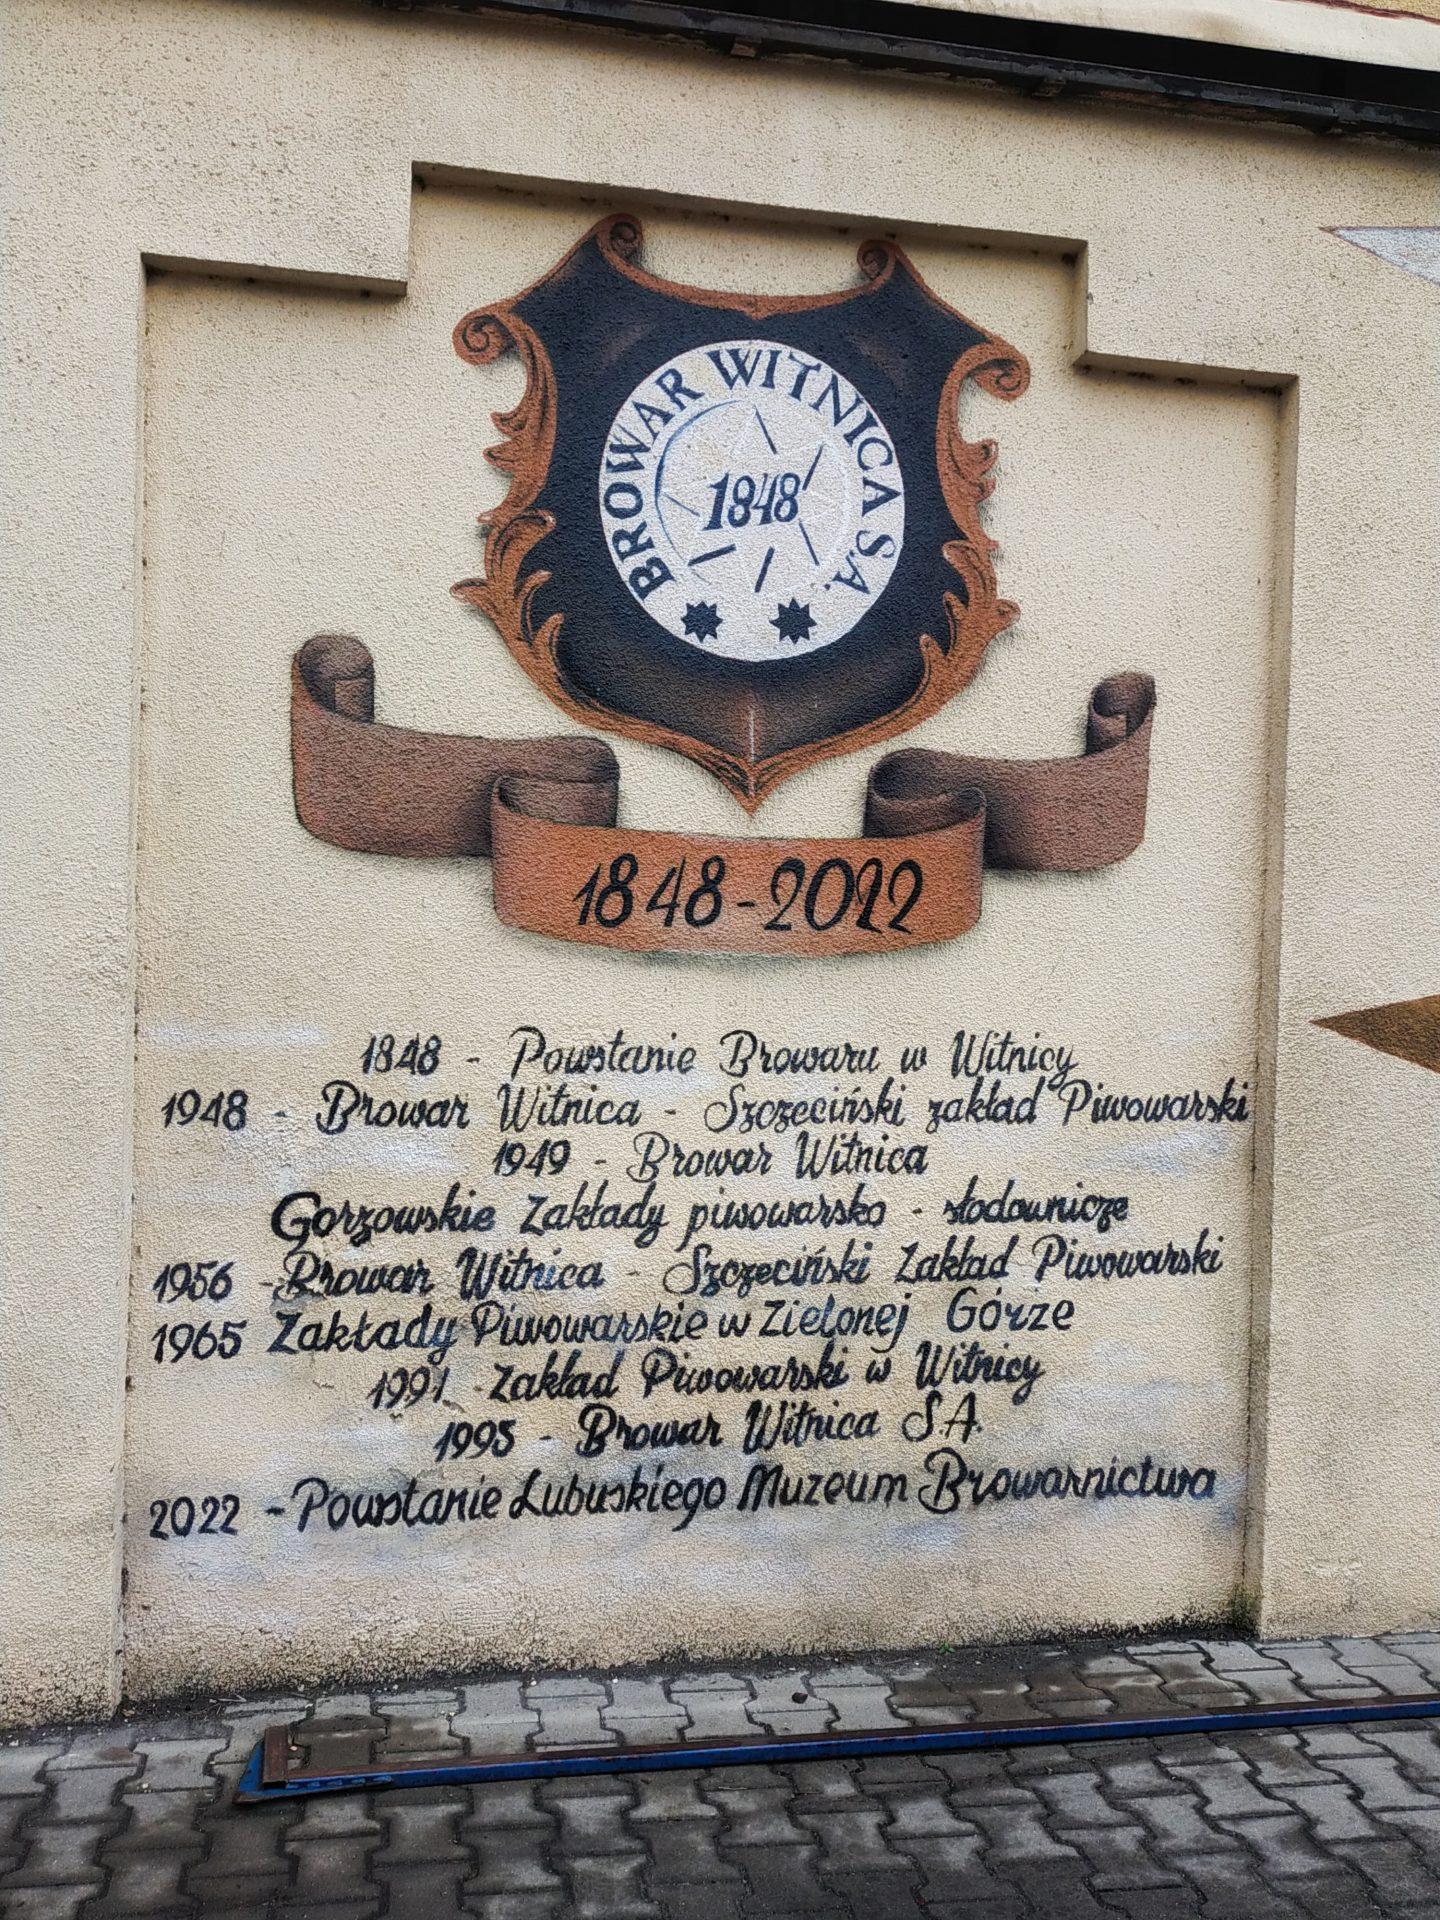 BROWAR WITNICA S.A.
1848
1848-2022
1848 - Powstanie Browaru w Witnicy
1948 - Browar Witnica - Szczeciński zakład Piwowarski
1949 - Browar Witnica
Gorzowskie Zakłady piwowarsko - słodownicze
1956 - Browar Witnica - Szczeciński Zakład Piwowarski
1965 Zakłady Piwowarskie w Zielonej Górze
1991 - Zakład Piwowarski w Witnicy
1995 - Browar Witnica S.A.
2022 - Powstanie Lubuskiego Muzeum Browarnictwa